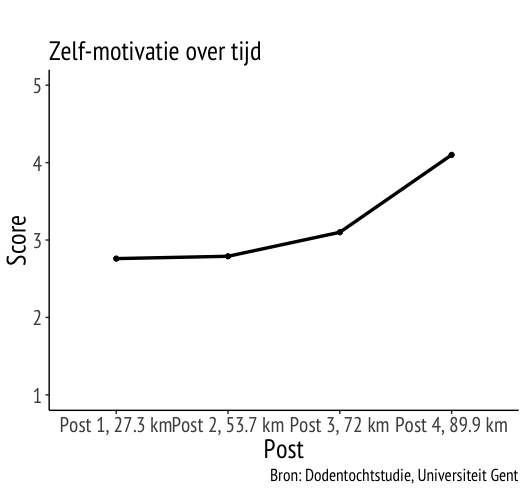 Zelf-motivatie over tijd
5
4
3
2
1
Score
Post 1, 27.3 km Post 2, 53.7 km Post 3, 72 km Post 4, 89.9 km
Post
Bron: Dodentochtstudie, Universiteit Gent